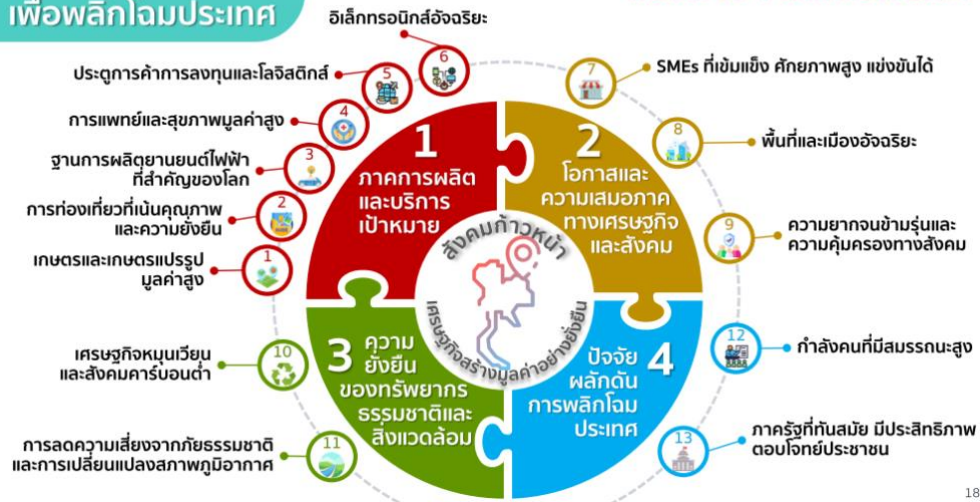 เพื่อพลิกโฉมประเทศ
อิเล็กทรอนิกส์อัจฉริยะ
6
ประตูการค้าการลงทุนและโลจิสติกส์
5
การแพทย์และสุขภาพมูลค่าสูง
4
ฐานการผลิตยานยนต์ไฟฟ้า
ที่สำคัญของโลก
3
การท่องเที่ยวที่เน้นคุณภาพ
และความยั่งยืน
2
เกษตรและเกษตรแปรรูป
มูลค่าสูง
1
1
ภาคการผลิต
และบริการ
เป้าหมาย
2
โอกาสและ
ความเสมอภาค
ทางเศรษฐกิจ
และสังคม
7
SMEs ที่เข้มแข็ง ศักยภาพสูง แข่งขันได้
8
พื้นที่และเมืองอัจฉริยะ
9
ความยากจนข้ามรุ่นและ
ความคุ้มครองทางสังคม
สังคมก้าวหน้า
เศรษฐกิจสร้างมูลค่าอย่างยั่งยืน
3
ความ
ยั่งยืน
ของทรัพยากร
ธรรมชาติและ
สิ่งแวดล้อม
10
เศรษฐกิจหมุนเวียน
และสังคมคาร์บอนต่ำ
11
การลดความเสี่ยงจากภัยธรรมชาติ
และการเปลี่ยนแปลงสภาพภูมิอากาศ
4
ปัจจัย
ผลักดัน
การพลิกโฉม
ประเทศ
12
กำลังคนที่มีสมรรถนะสูง
13
ภาครัฐที่ทันสมัย มีประสิทธิภาพ
ตอบโจทย์ประชาชน
18